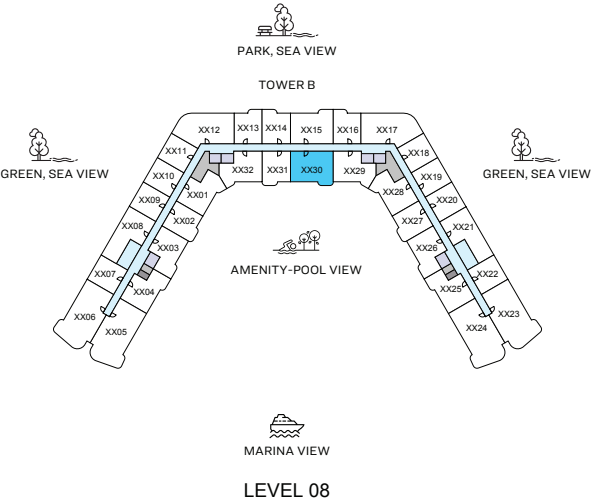 PARK, SEA VIEW
TOWER B
XX12
XX13
XX14
XX15
XX16
XX17
XX11
XX18
GREEN, SEA VIEW
GREEN, SEA VIEW
XX10
XX01
XX32
XX31
XX30
XX29
XX28
XX19
XX09
XX02
XX27
XX20
XX08
XX03
XX26
XX21
AMENITY-POOL VIEW
XX07
XX04
XX25
XX22
XX06
XX05
XX24
XX23
MARINA VIEW
LEVEL 08